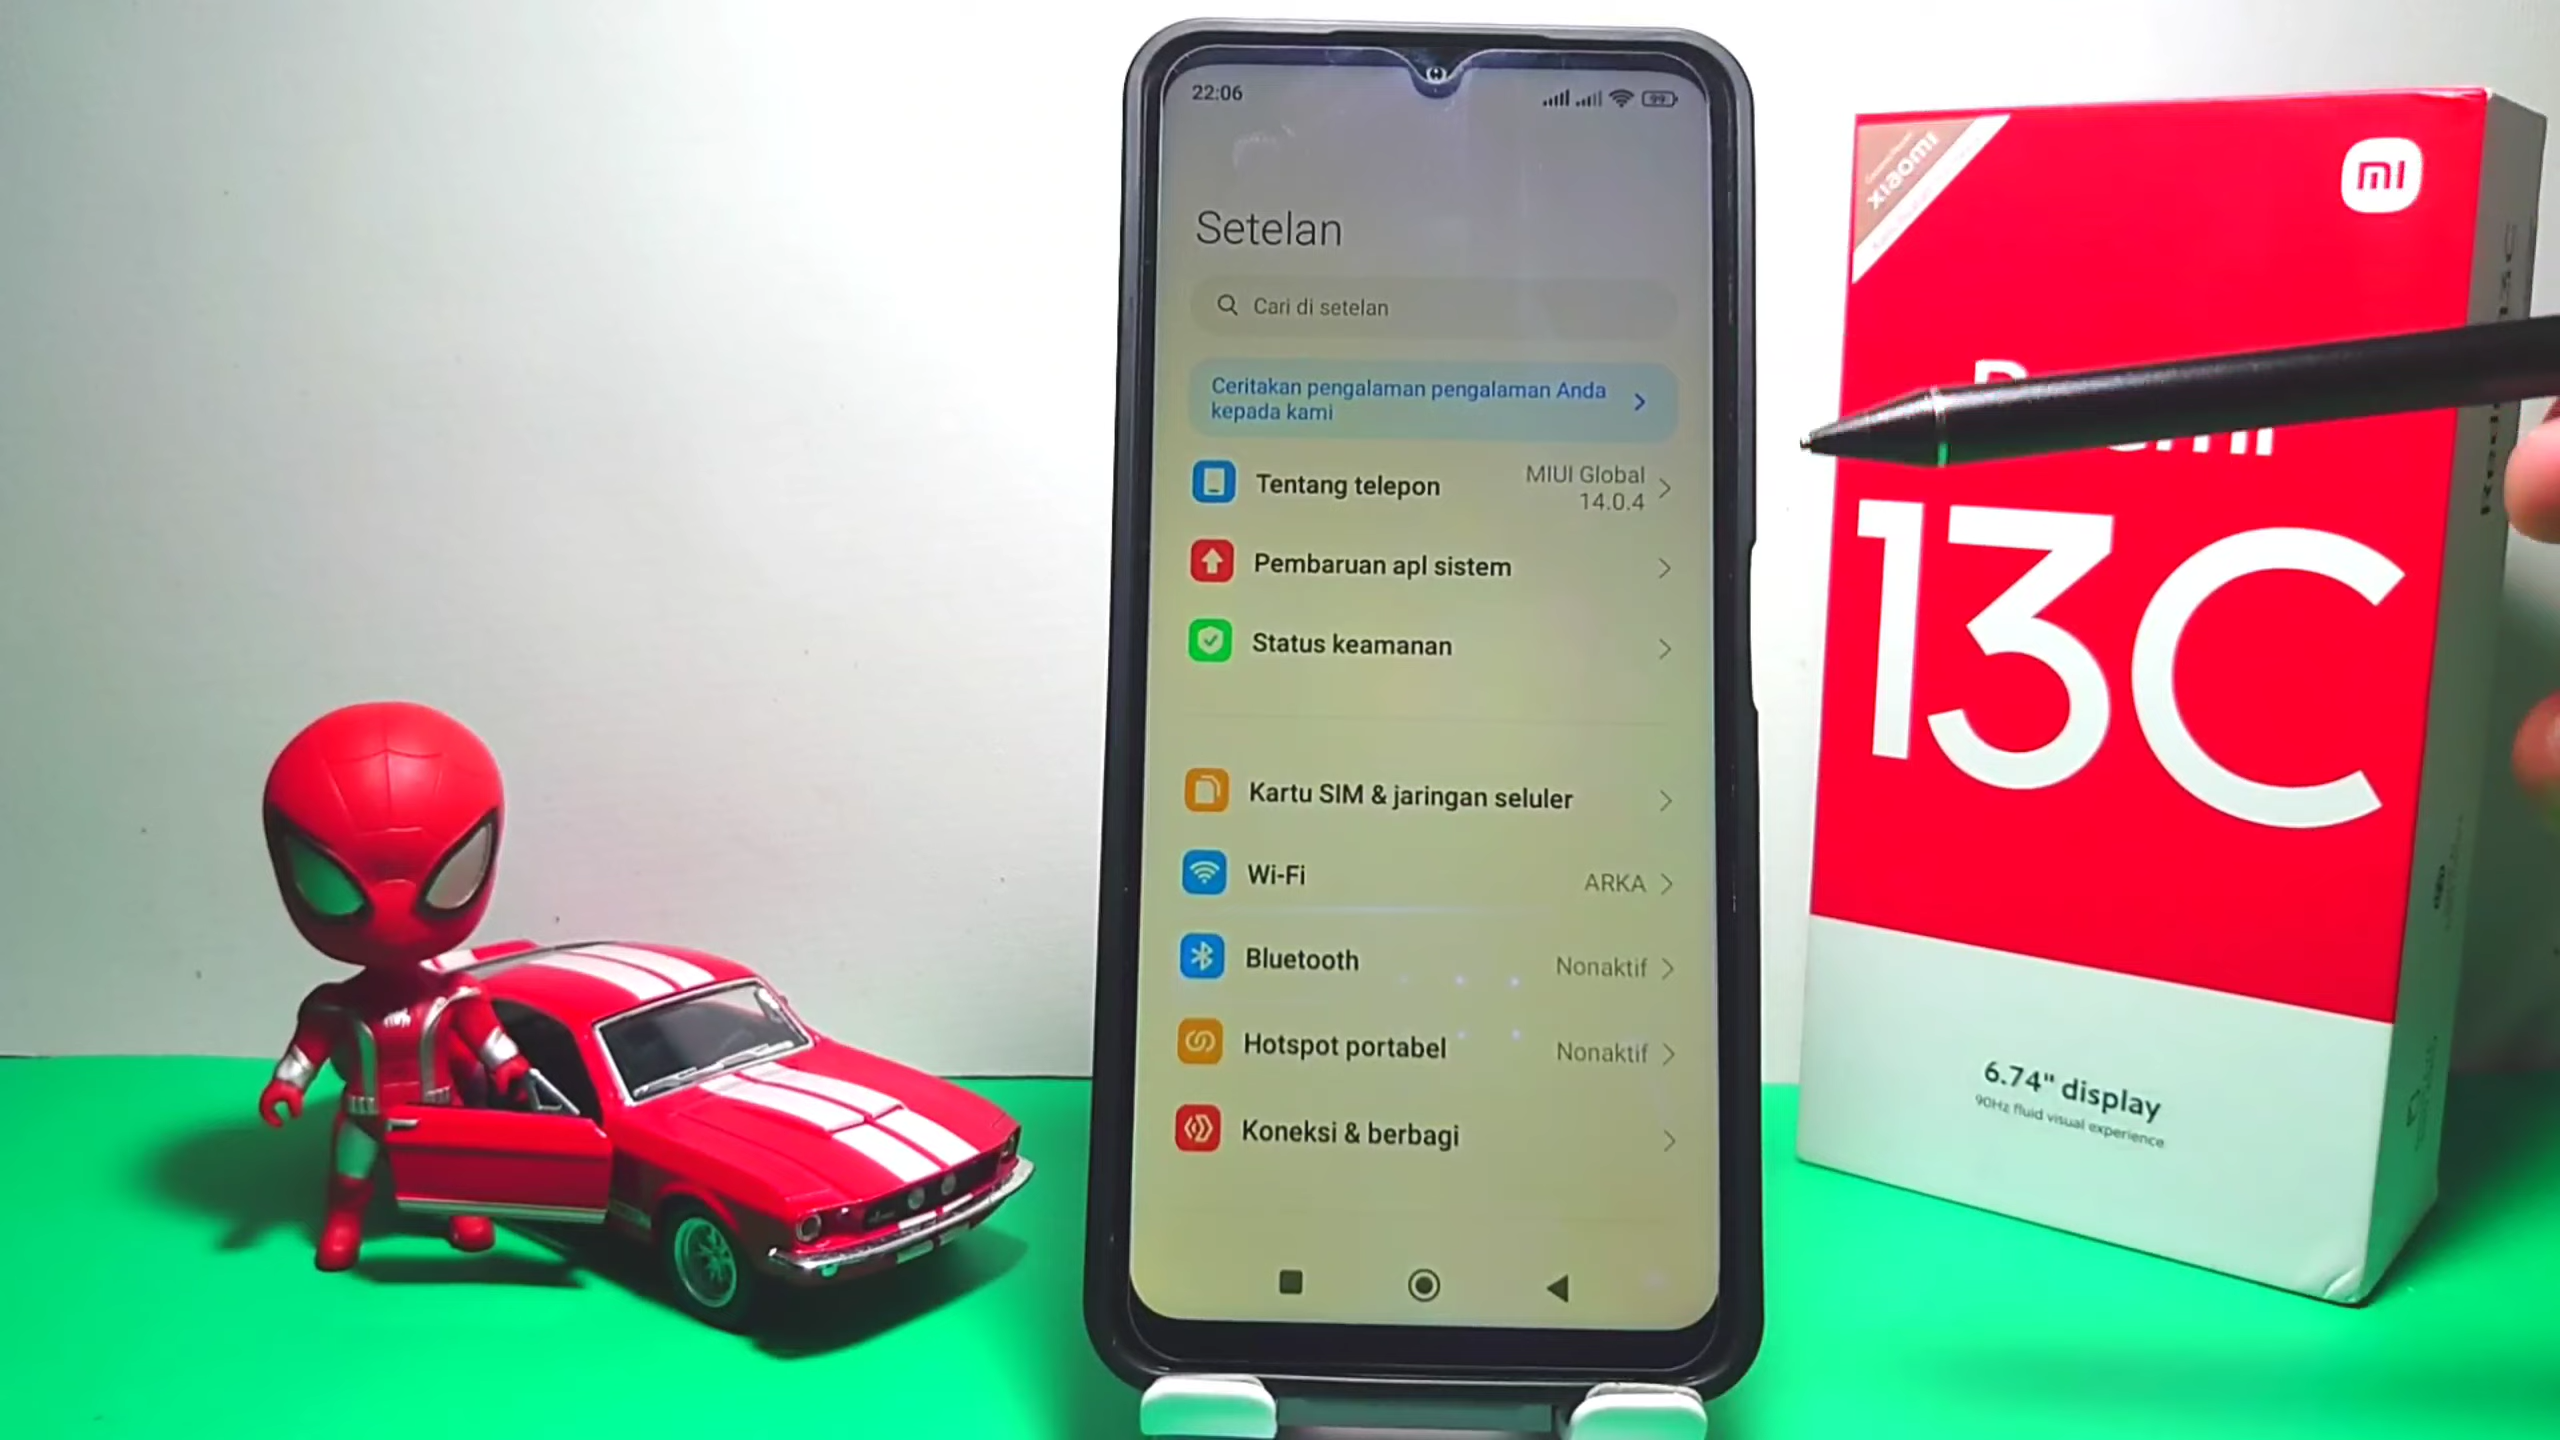 22:06
99
Setelan
Cari di setelan
Ceritakan pengalaman pengalaman Anda
kepada kami
Tentang telepon
MIUI Global
14.0.4
Pembaruan apl sistem
Status keamanan
Kartu SIM & jaringan seluler
Wi-Fi
ARKA
Bluetooth
Nonaktif
Hotspot portabel
Nonaktif
Koneksi & berbagi
xiaomi
mi
13C
6.74" display
90Hz fluid visual experience